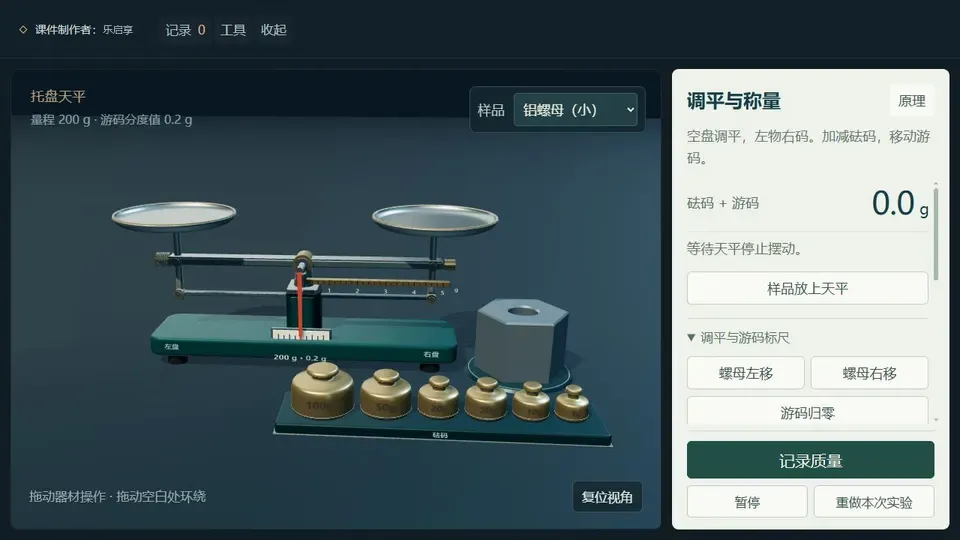 课件制作者：乐启享
记录 0 工具 收起
托盘天平
量程 200 g · 游码分度值 0.2 g
样品 铝螺母（小）
1 2 3 4 5
左盘
右盘
200 g • 0.2 g
砝码
拖动器材操作 · 拖动空白处环绕
复位视角
调平与称量
原理
空盘调平，左物右码。加减砝码，移动游
码。
砝码 + 游码
0.0 g
等待天平停止摆动。
样品放上天平
▼ 调平与游码标尺
螺母左移 螺母右移
游码归零
记录质量
暂停 重做本次实验